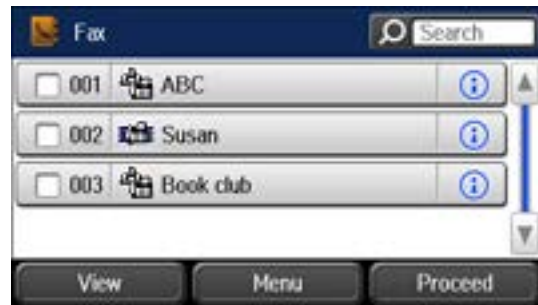 Fax
Search
001 ABC
002 Susan
003 Book club
View Menu Proceed